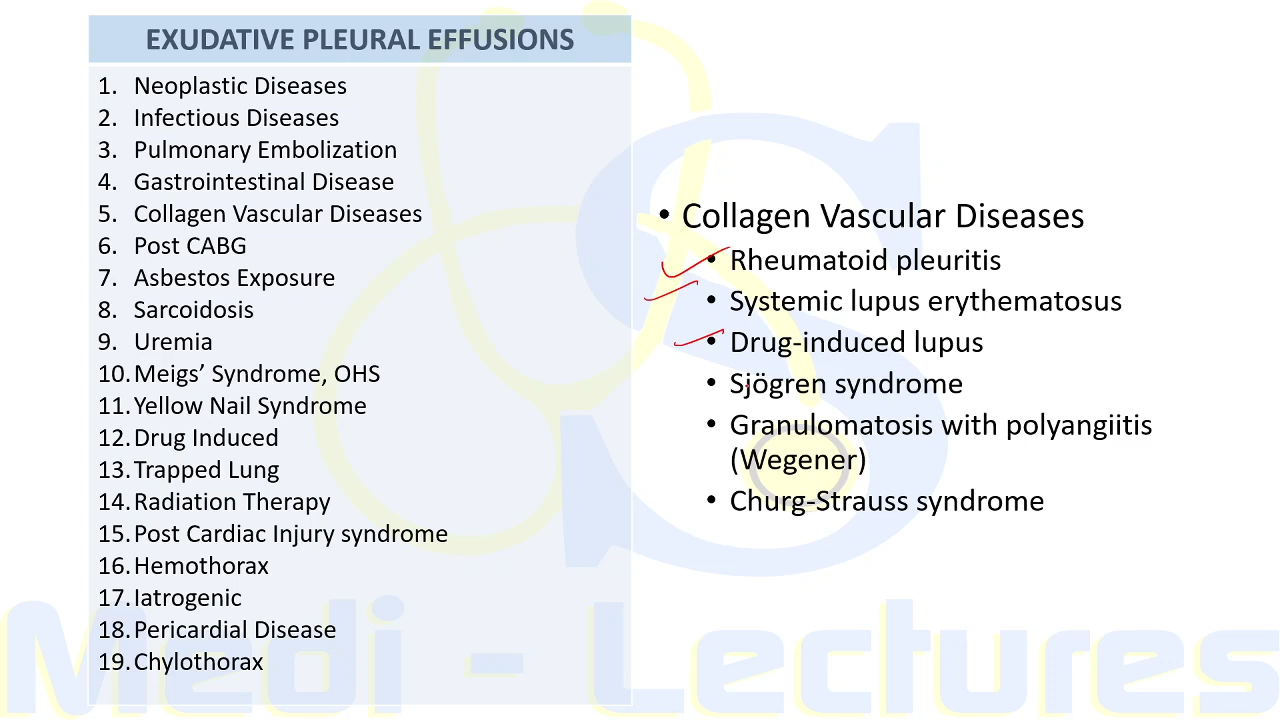 EXUDATIVE PLEURAL EFFUSIONS
1. Neoplastic Diseases
2. Infectious Diseases
3. Pulmonary Embolization
4. Gastrointestinal Disease
5. Collagen Vascular Diseases
6. Post CABG
7. Asbestos Exposure
8. Sarcoidosis
9. Uremia
10. Meigs’ Syndrome, OHS
11. Yellow Nail Syndrome
12. Drug Induced
13. Trapped Lung
14. Radiation Therapy
15. Post Cardiac Injury syndrome
16. Hemothorax
17. Iatrogenic
18. Pericardial Disease
19. Chylothorax
• Collagen Vascular Diseases
• Rheumatoid pleuritis
• Systemic lupus erythematosus
• Drug-induced lupus
• Sjögren syndrome
• Granulomatosis with polyangiitis
(Wegener)
• Churg-Strauss syndrome
Medi - Lectures